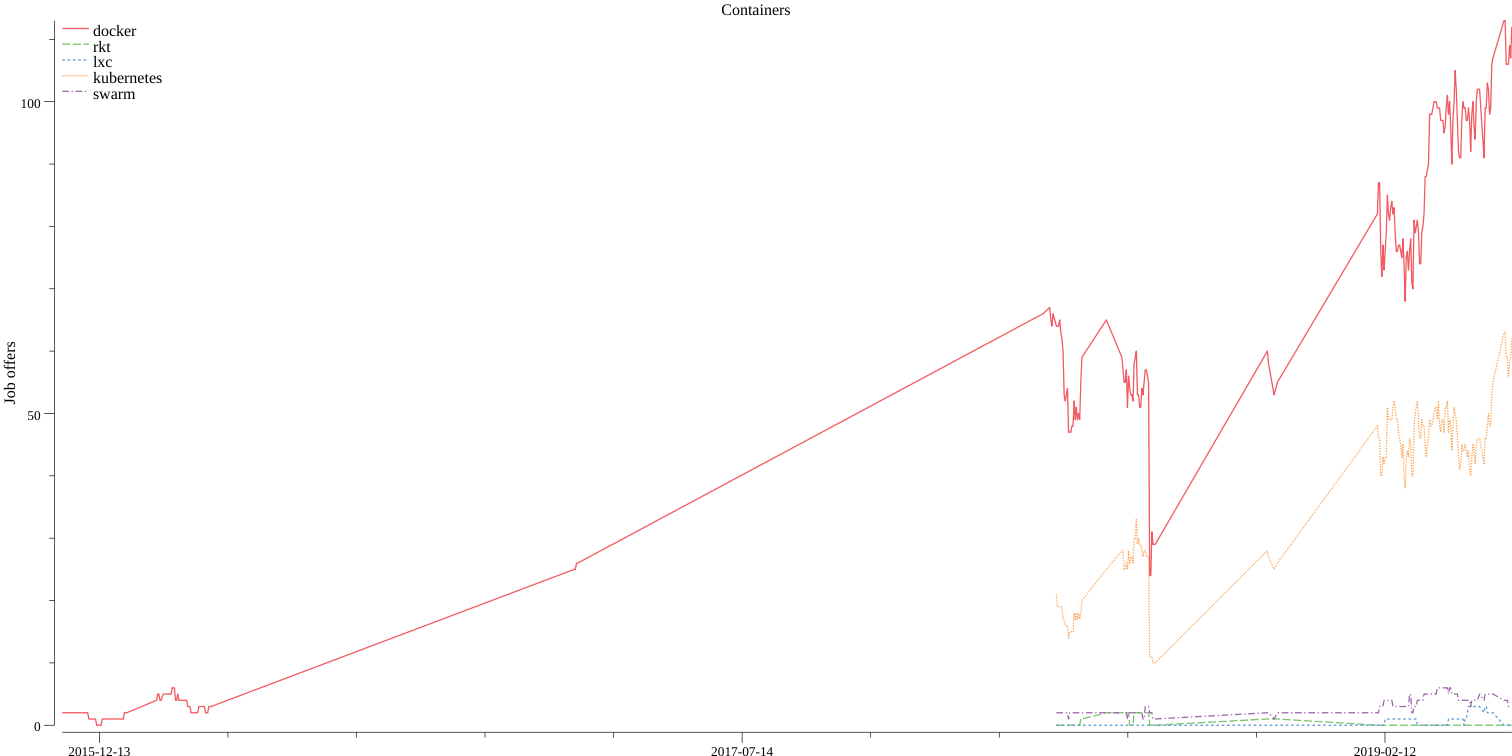 Containers
docker
rkt
lxc
kubernetes
swarm
100
50
0
Job offers
2015-12-13
2017-07-14
2019-02-12